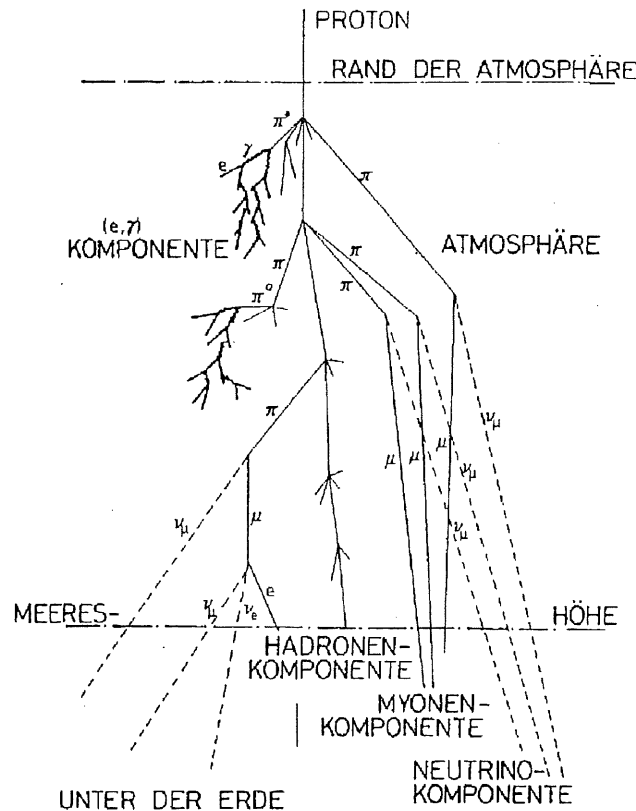 PROTON
RAND DER ATMOSPHÄRE
π°
γ
e
π
(e,γ)
KOMPONENTE
ATMOSPHÄRE
π
π
π
π°
π
νμ
μ
μ
μ
μ
νμ
νμ
νμ
νμ
νe
e
MEERES-
HÖHE
HADRONEN-
KOMPONENTE
MYONEN-
KOMPONENTE
NEUTRINO-
KOMPONENTE
UNTER DER ERDE